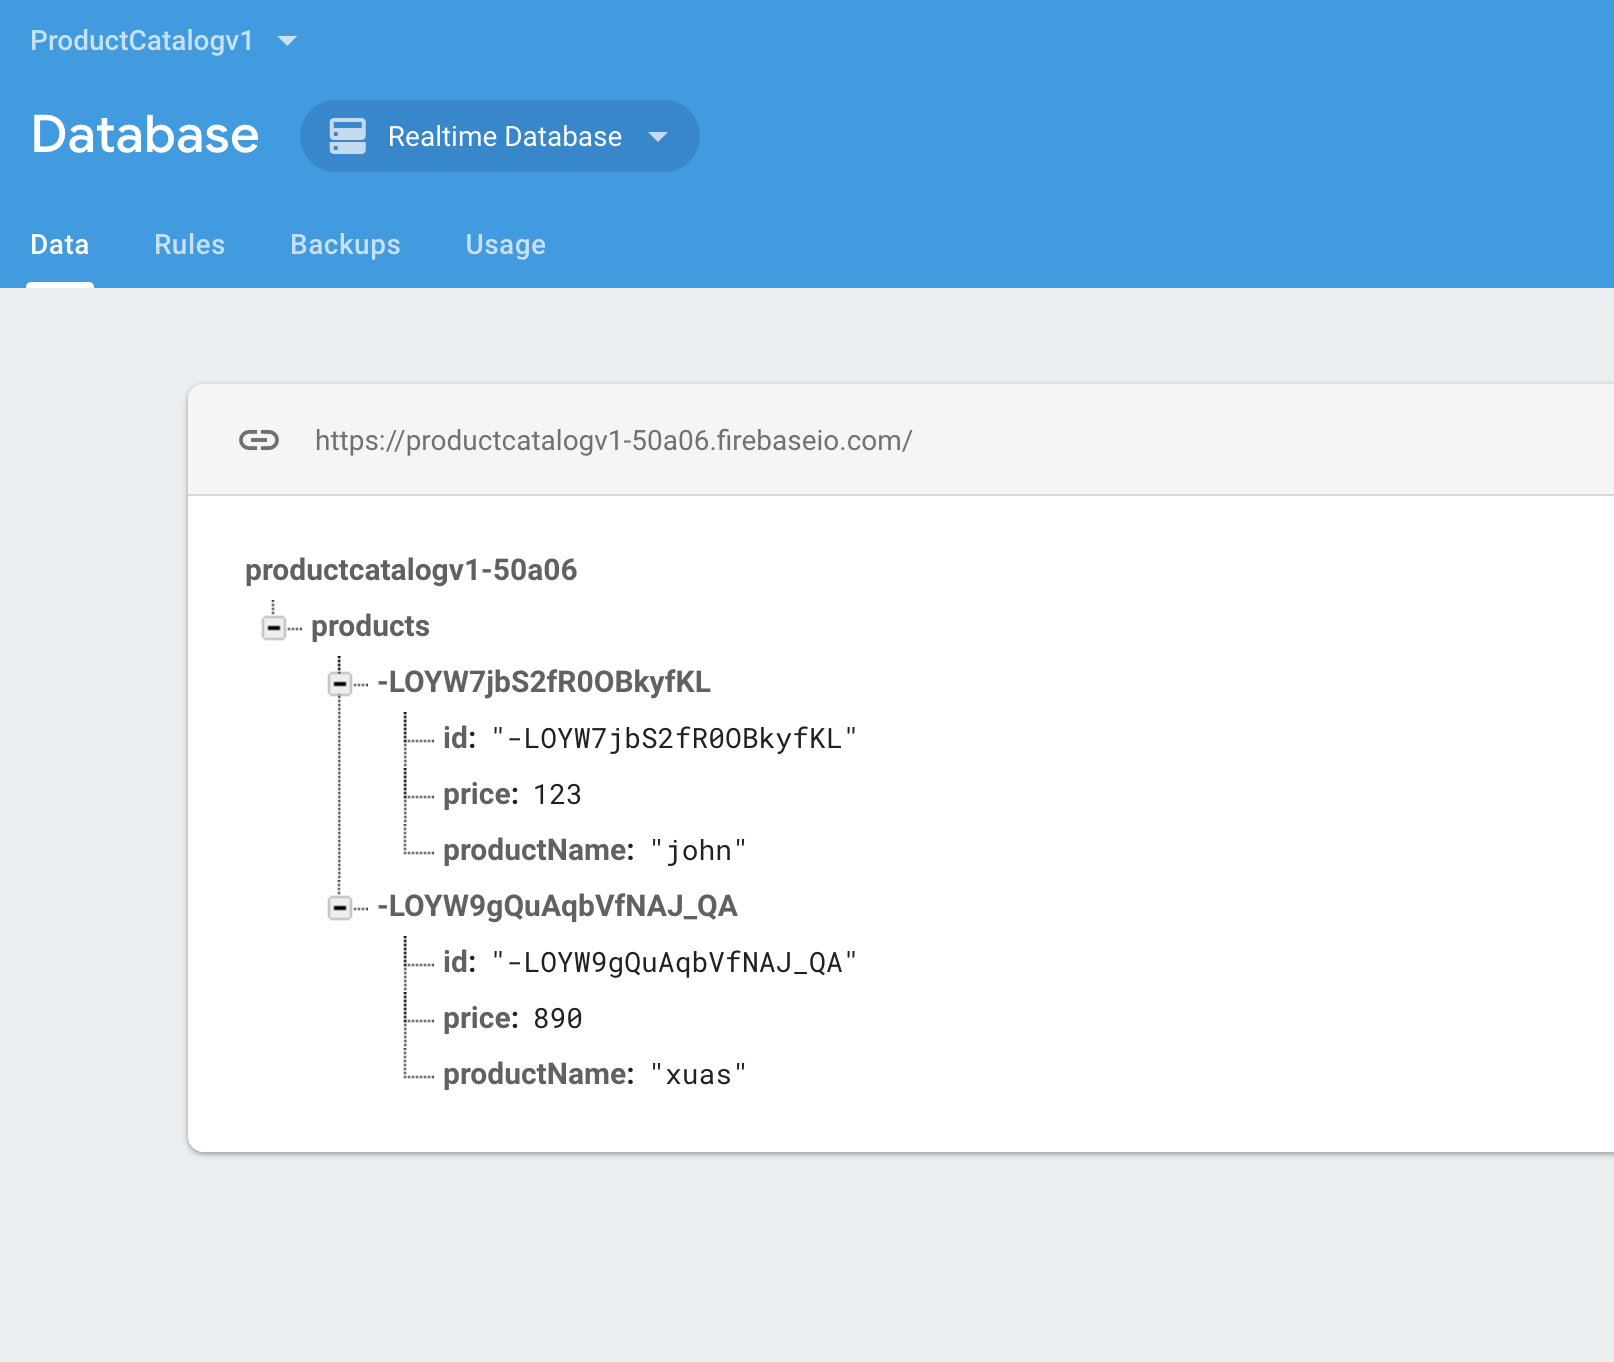 ProductCatalogv1
Database
Realtime Database
Data Rules Backups Usage
https://productcatalogv1-50a06.firebaseio.com/
productcatalogv1-50a06
products
-LOYW7jbS2fR0OBkyfKL
id: "-LOYW7jbS2fR0OBkyfKL"
price: 123
productName: "john"
-LOYW9gQuAqbVfNAJ_QA
id: "-LOYW9gQuAqbVfNAJ_QA"
price: 890
productName: "xuas"